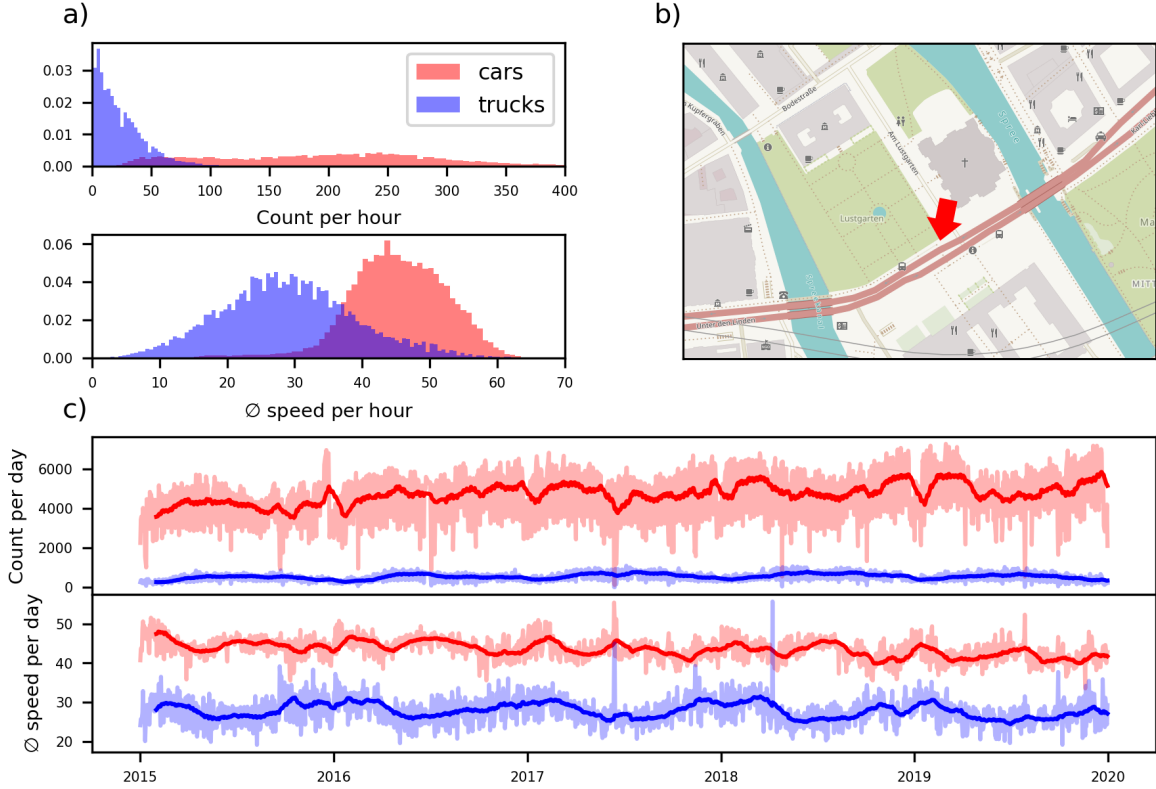 a)
0.03
0.02
0.01
0.00
cars
trucks
0 50 100 150 200 250 300 350 400
Count per hour
0.06
0.04
0.02
0.00
0 10 20 30 40 50 60 70
∅ speed per hour
b)
Bodestraße
Am Lustgarten
Spree
Lustgarten
Unter den Linden
MITT
c)
Count per day
6000
4000
2000
0
∅ speed per day
50
40
30
20
2015 2016 2017 2018 2019 2020